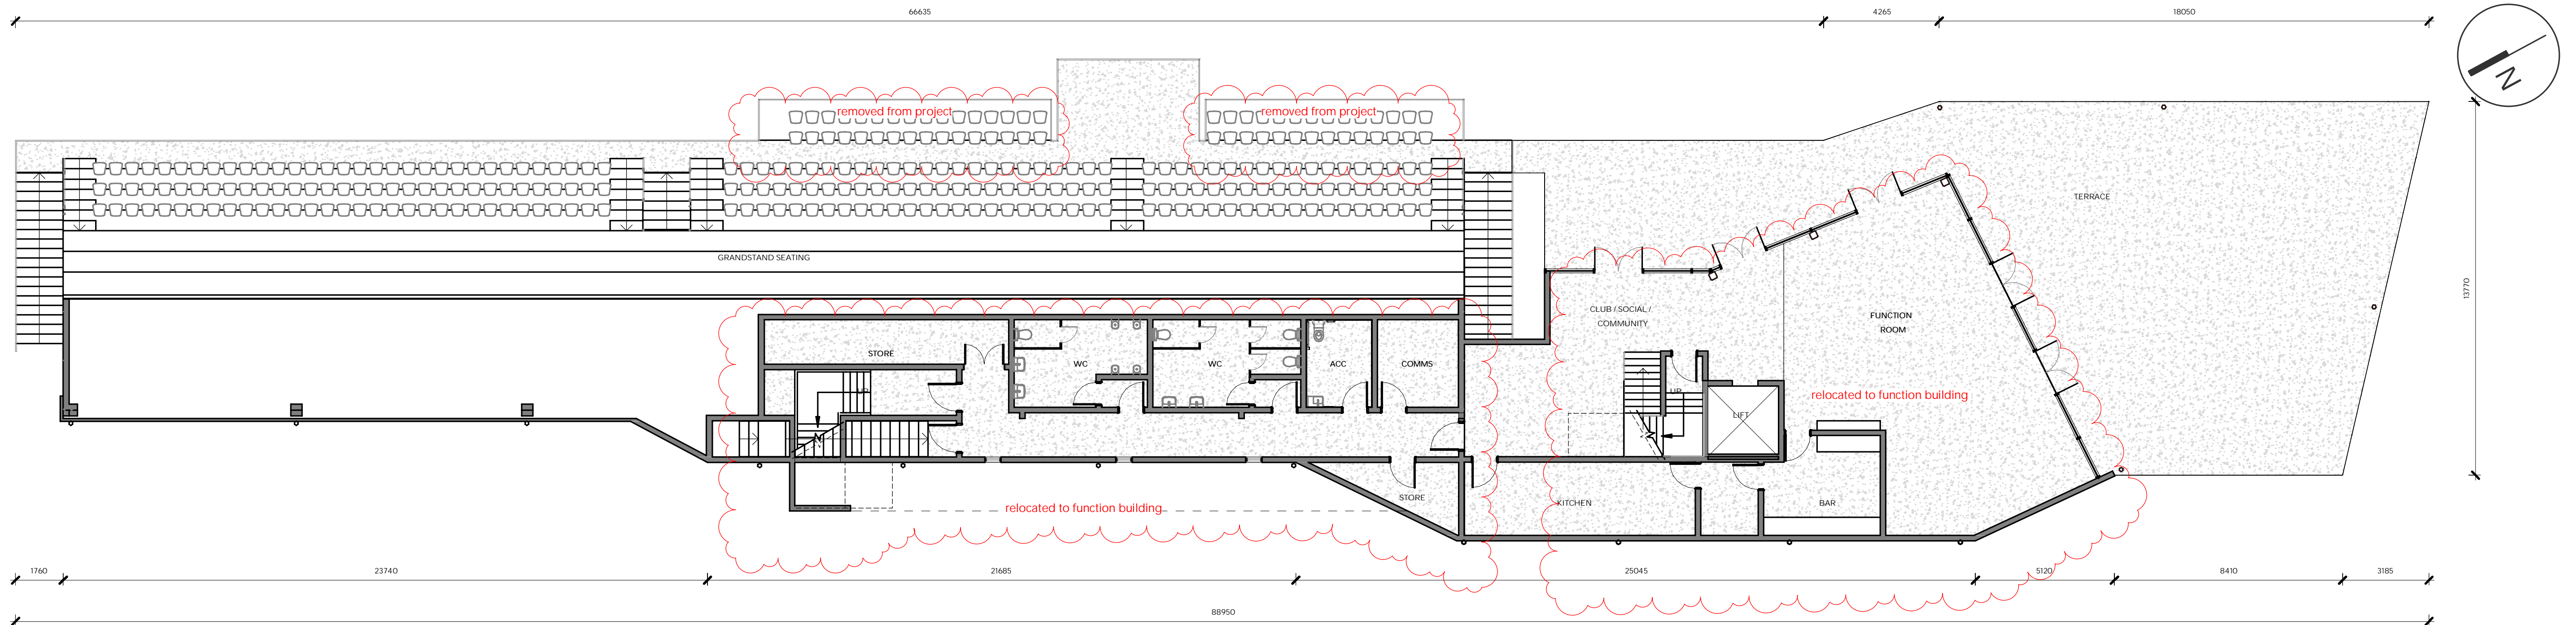 66635
4265
18050
N
removed from project
removed from project
TERRACE
GRANDSTAND SEATING
13770
CLUB / SOCIAL /
COMMUNITY
FUNCTION
ROOM
STORE
WC
WC
ACC
COMMS
UP
UP
relocated to function building
LIFT
STORE
KITCHEN
BAR
relocated to function building
1760
23740
21685
25045
5120
8410
3185
88950